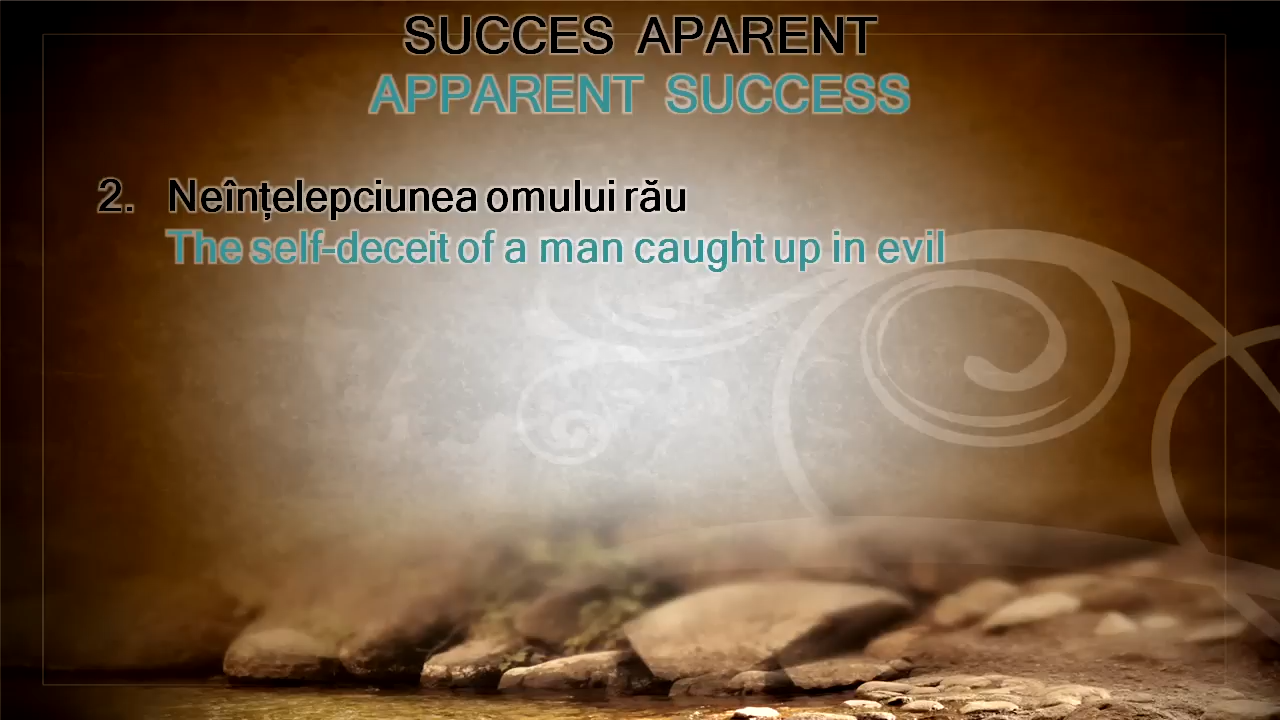 SUCCES APARENT
APPARENT SUCCESS
2. Neînțelepciunea omului rău
The self-deceit of a man caught up in evil